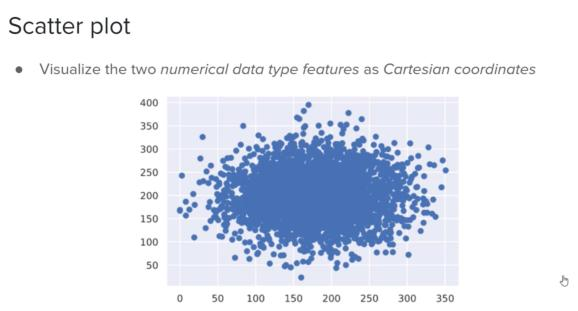 Scatter plot
● Visualize the two numerical data type features as Cartesian coordinates
400
350
300
250
200
150
100
50
0 50 100 150 200 250 300 350